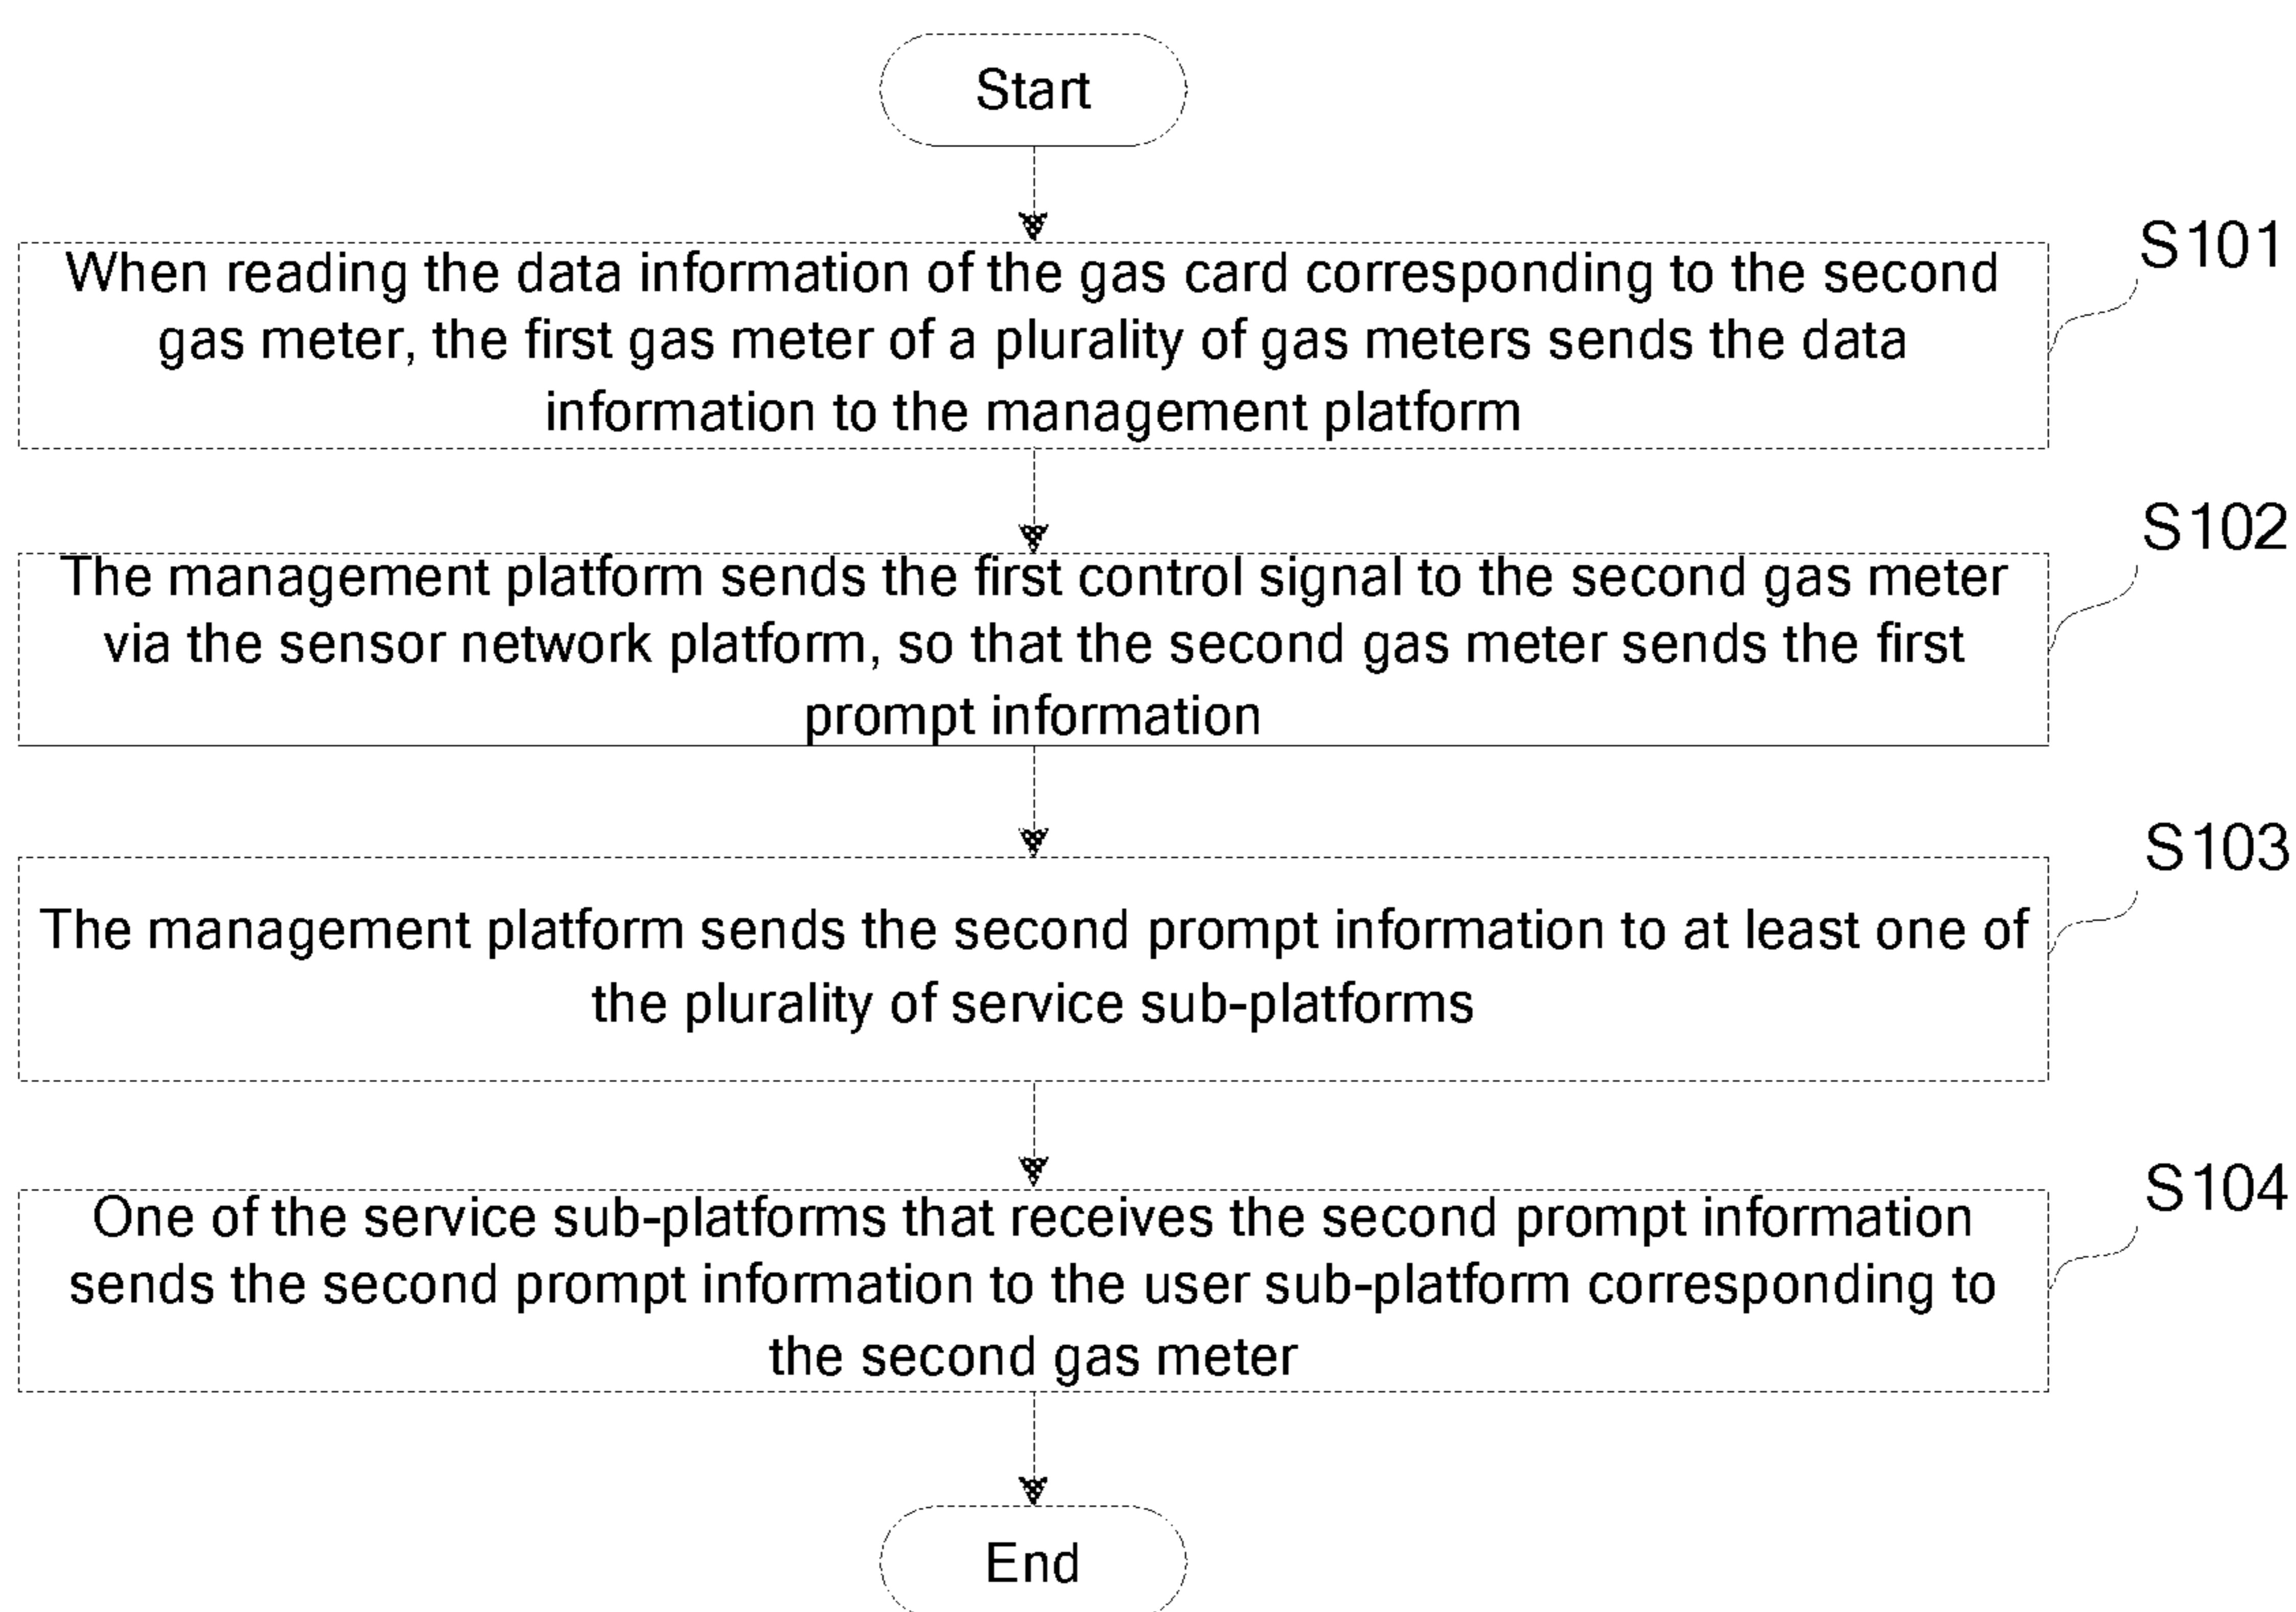 Start
S101
When reading the data information of the gas card corresponding to the second
gas meter, the first gas meter of a plurality of gas meters sends the data
information to the management platform
S102
The management platform sends the first control signal to the second gas meter
via the sensor network platform, so that the second gas meter sends the first
prompt information
S103
The management platform sends the second prompt information to at least one of
the plurality of service sub-platforms
S104
One of the service sub-platforms that receives the second prompt information
sends the second prompt information to the user sub-platform corresponding to
the second gas meter
End